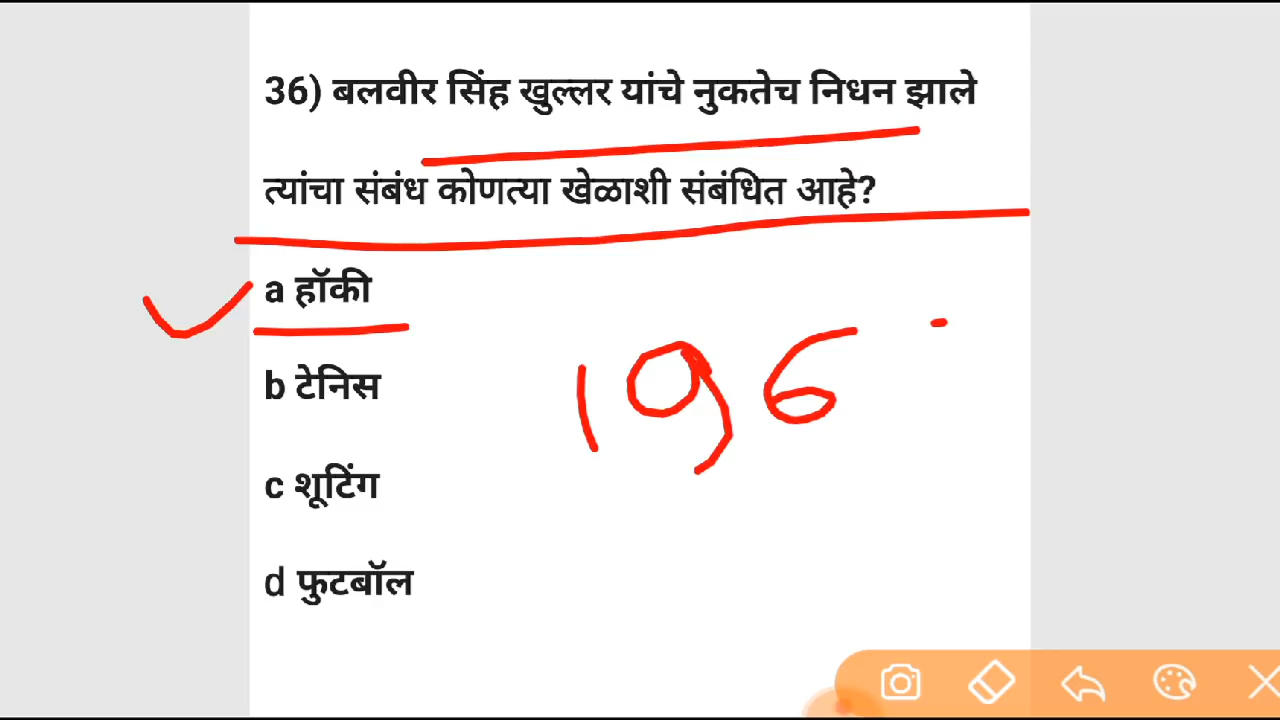 36) बलवीर सिंह खुल्लर यांचे नुकतेच निधन झाले
त्यांचा संबंध कोणत्या खेळाशी संबंधित आहे?
a हॉकी
196
b टेनिस
c शूटिंग
d फुटबॉल